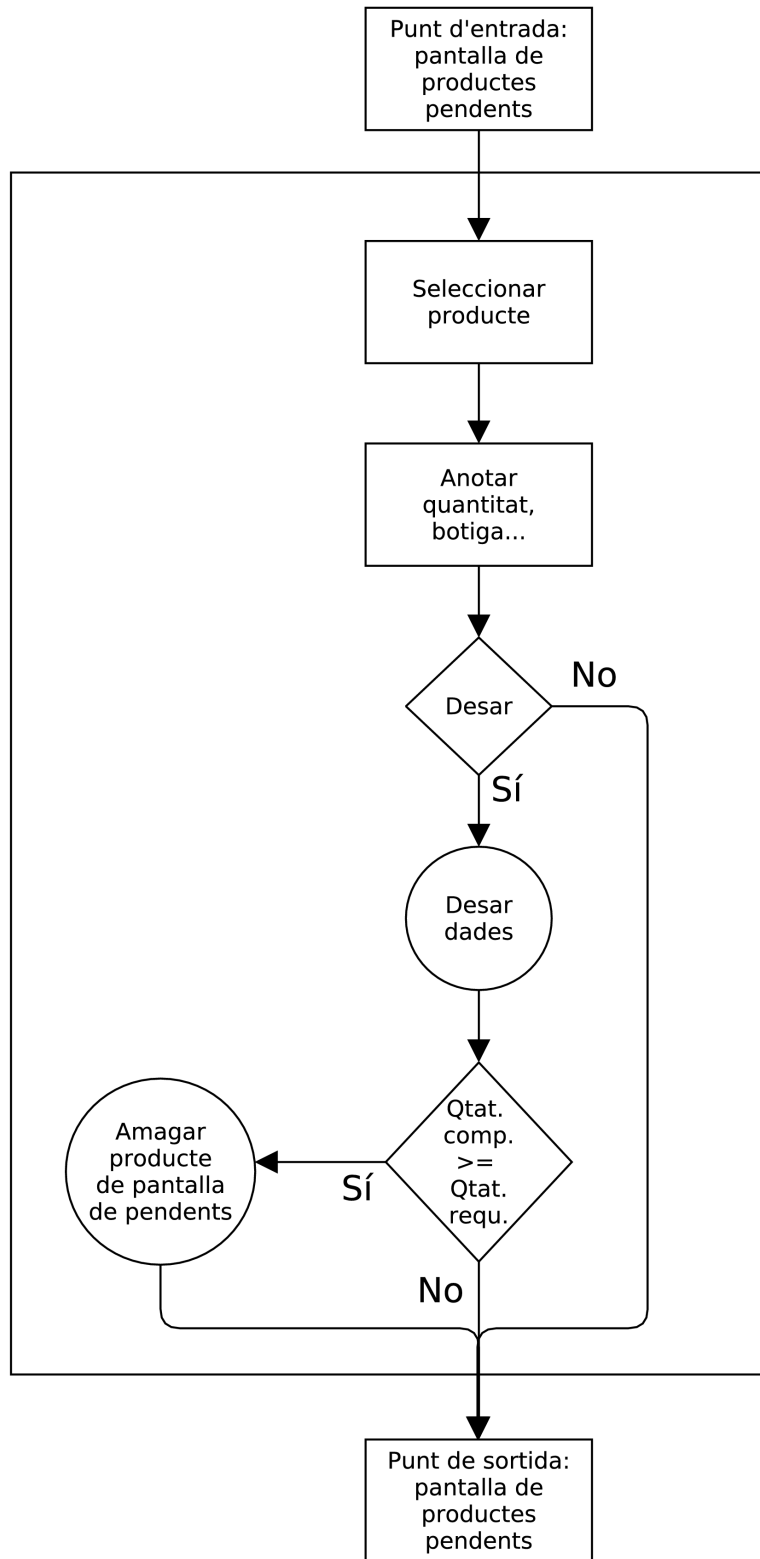 Punt d'entrada:
pantalla de
productes
pendents
Seleccionar
producte
Anotar
quantitat,
botiga...
Desar
No
Sí
Desar
dades
Qtat.
comp.
>=
Qtat.
requ.
Sí
Amagar
producte
de pantalla
de pendents
No
Punt de sortida:
pantalla de
productes
pendents